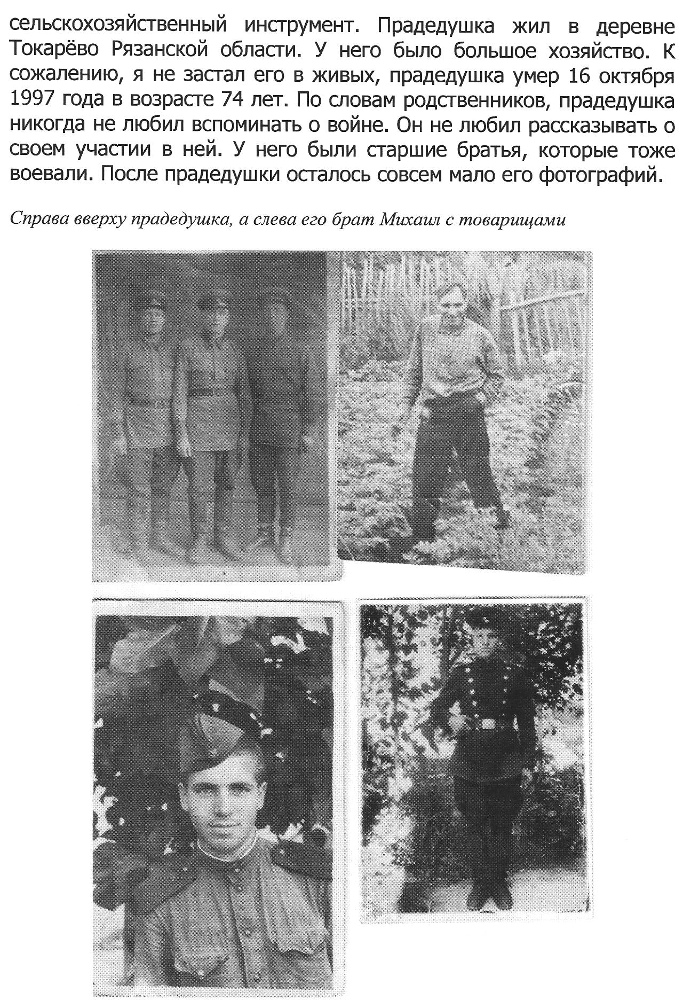 сельскохозяйственный инструмент. Прадедушка жил в деревне
Токарёво Рязанской области. У него было большое хозяйство. К
сожалению, я не застал его в живых, прадедушка умер 16 октября
1997 года в возрасте 74 лет. По словам родственников, прадедушка
никогда не любил вспоминать о войне. Он не любил рассказывать о
своем участии в ней. У него были старшие братья, которые тоже
воевали. После прадедушки осталось совсем мало его фотографий.
Справа вверху прадедушка, а слева его брат Михаил с товарищами